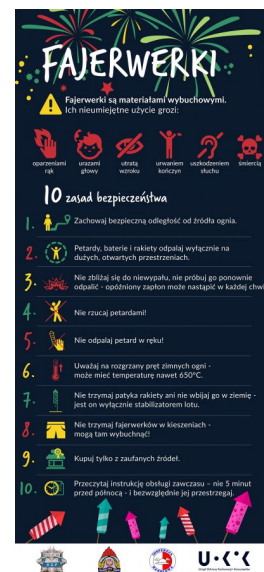 FAJERWERKI
Fajerwerki są materiałami wybuchowymi.
Ich nieumiejętne użycie grozi:
oparzeniami rąk
urazami głowy
utratą wzroku
urwaniem kończyn
uszkodzeniem słuchu
śmiercią
10 zasad bezpieczeństwa
1. Zachowaj bezpieczną odległość od źródła ognia.
2. Petardy, baterie i rakiety odpalaj wyłącznie na
dużych, otwartych przestrzeniach.
3. Nie zbliżaj się do niewypału, nie próbuj go ponownie
odpalić - opóźniony zapłon może nastąpić w każdej chwi
4. Nie rzucaj petardami!
5. Nie odpalaj petard w ręku!
6. Uważaj na rozgrzany pręt zimnych ogni -
może mieć temperaturę nawet 650°C.
7. Nie trzymaj patyka rakiety ani nie wbijaj go w ziemię -
jest on wyłącznie stabilizatorem lotu.
8. Nie trzymaj fajerwerków w kieszeniach -
mogą tam wybuchnąć!
9. Kupuj tylko z zaufanych źródeł.
10. Przeczytaj instrukcję obsługi zawczasu – nie 5 minut
przed północą - i bezwzględnie jej przestrzegaj.